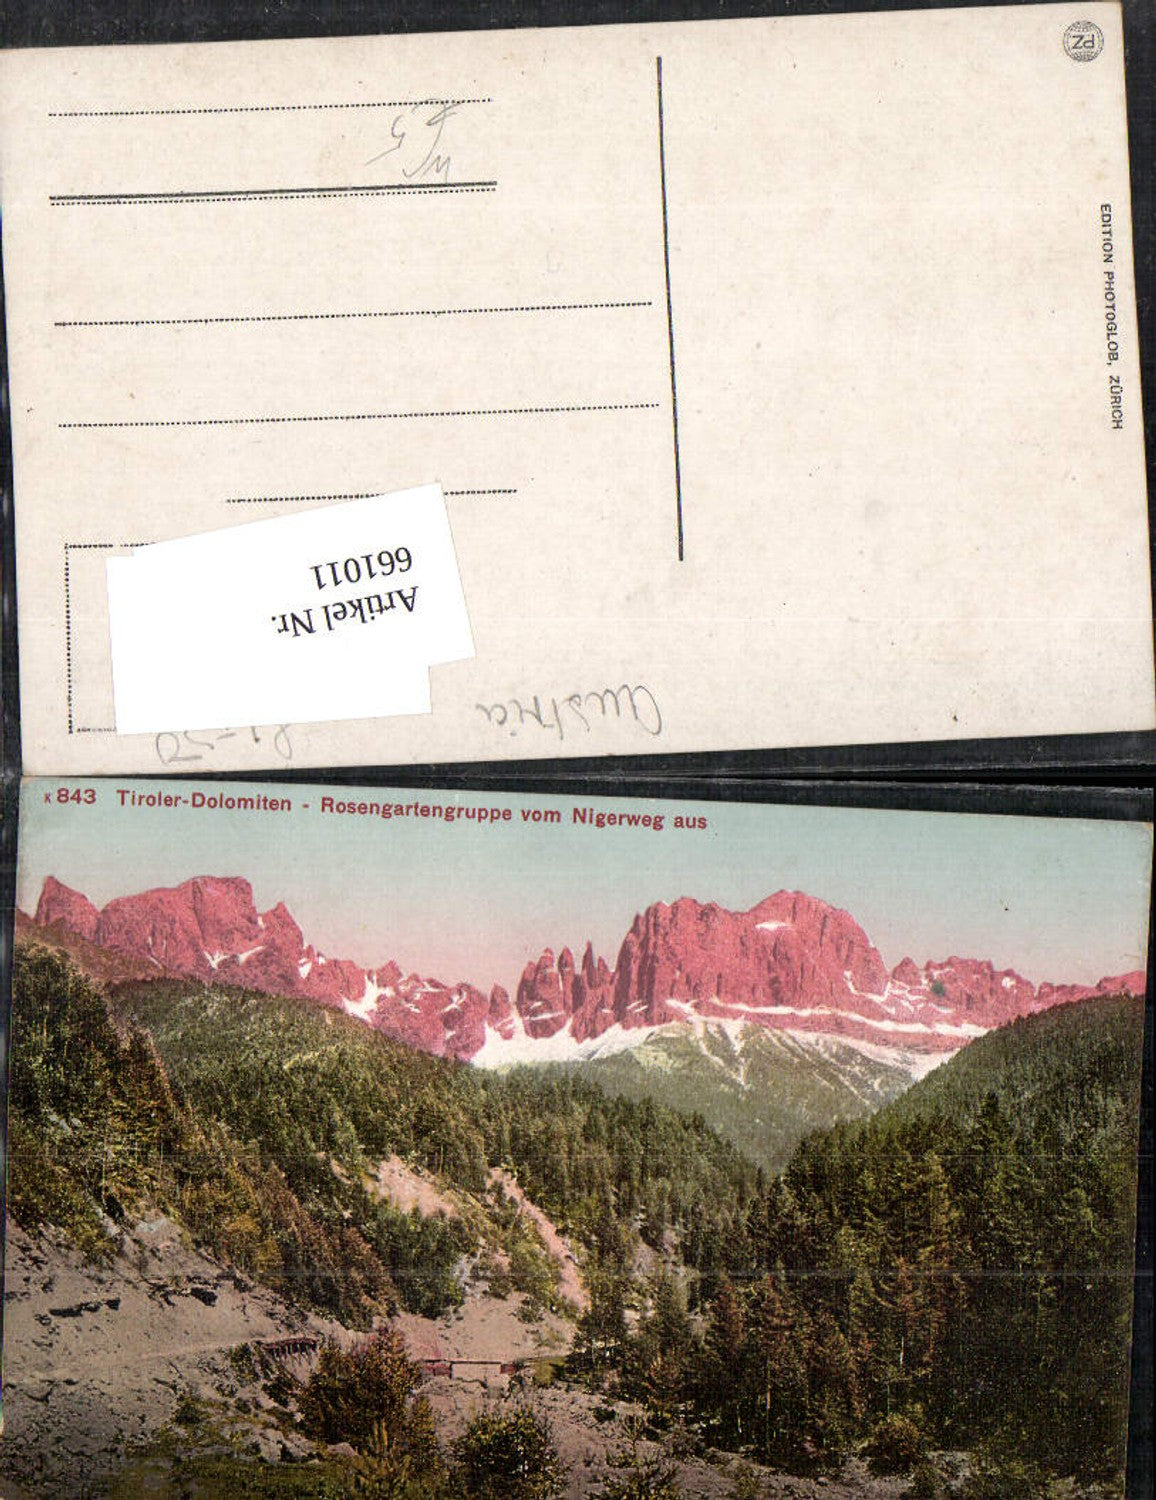 PZ
EDITION PHOTOGLOB, ZÜRICH
Artikel Nr.
661011
Austria
K 843 Tiroler-Dolomiten - Rosengartengruppe vom Nigerweg aus